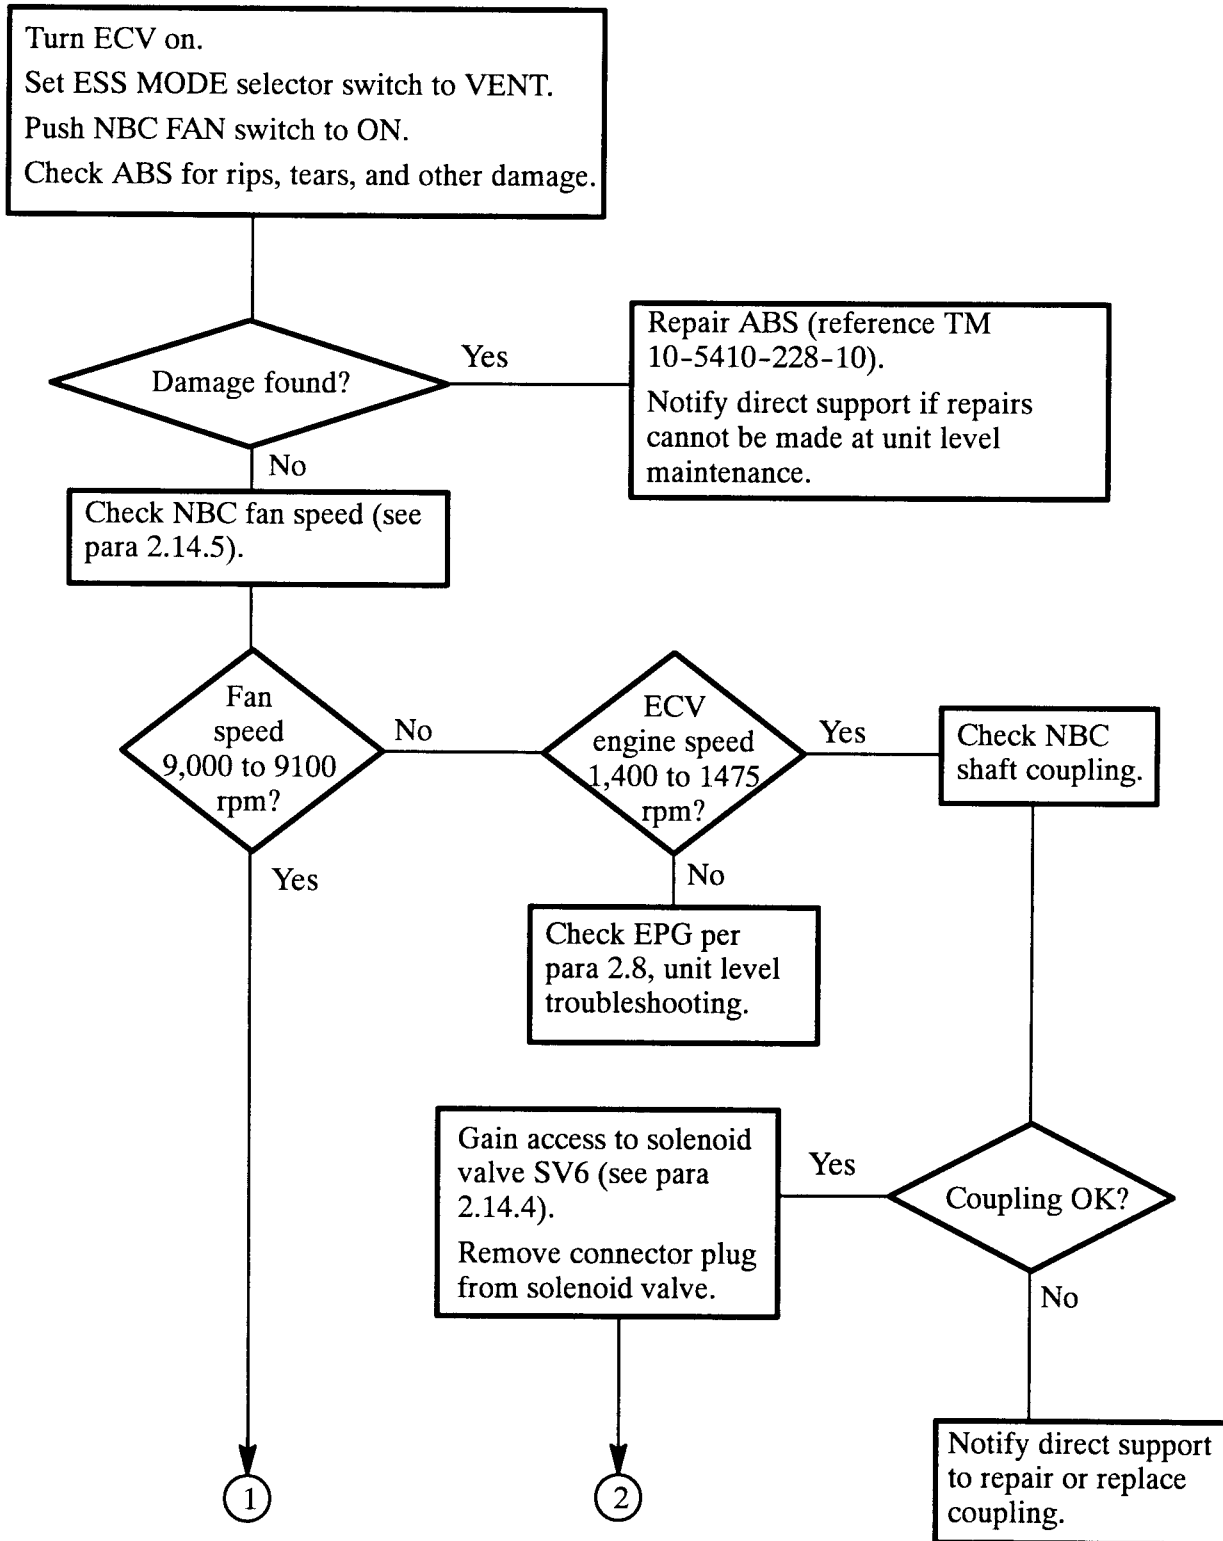 Turn ECV on.
Set ESS MODE selector switch to VENT.
Push NBC FAN switch to ON.
Check ABS for rips, tears, and other damage.
Damage found?
Yes
Repair ABS (reference TM
10-5410-228-10).
Notify direct support if repairs
cannot be made at unit level
maintenance.
No
Check NBC fan speed (see
para 2.14.5).
Fan
speed
9,000 to 9100
rpm?
No
ECV
engine speed
1,400 to 1475
rpm?
Yes
Check NBC
shaft coupling.
Yes
No
Check EPG per
para 2.8, unit level
troubleshooting.
Gain access to solenoid
valve SV6 (see para
2.14.4).
Remove connector plug
from solenoid valve.
Yes
Coupling OK?
No
Notify direct support
to repair or replace
coupling.
1
2